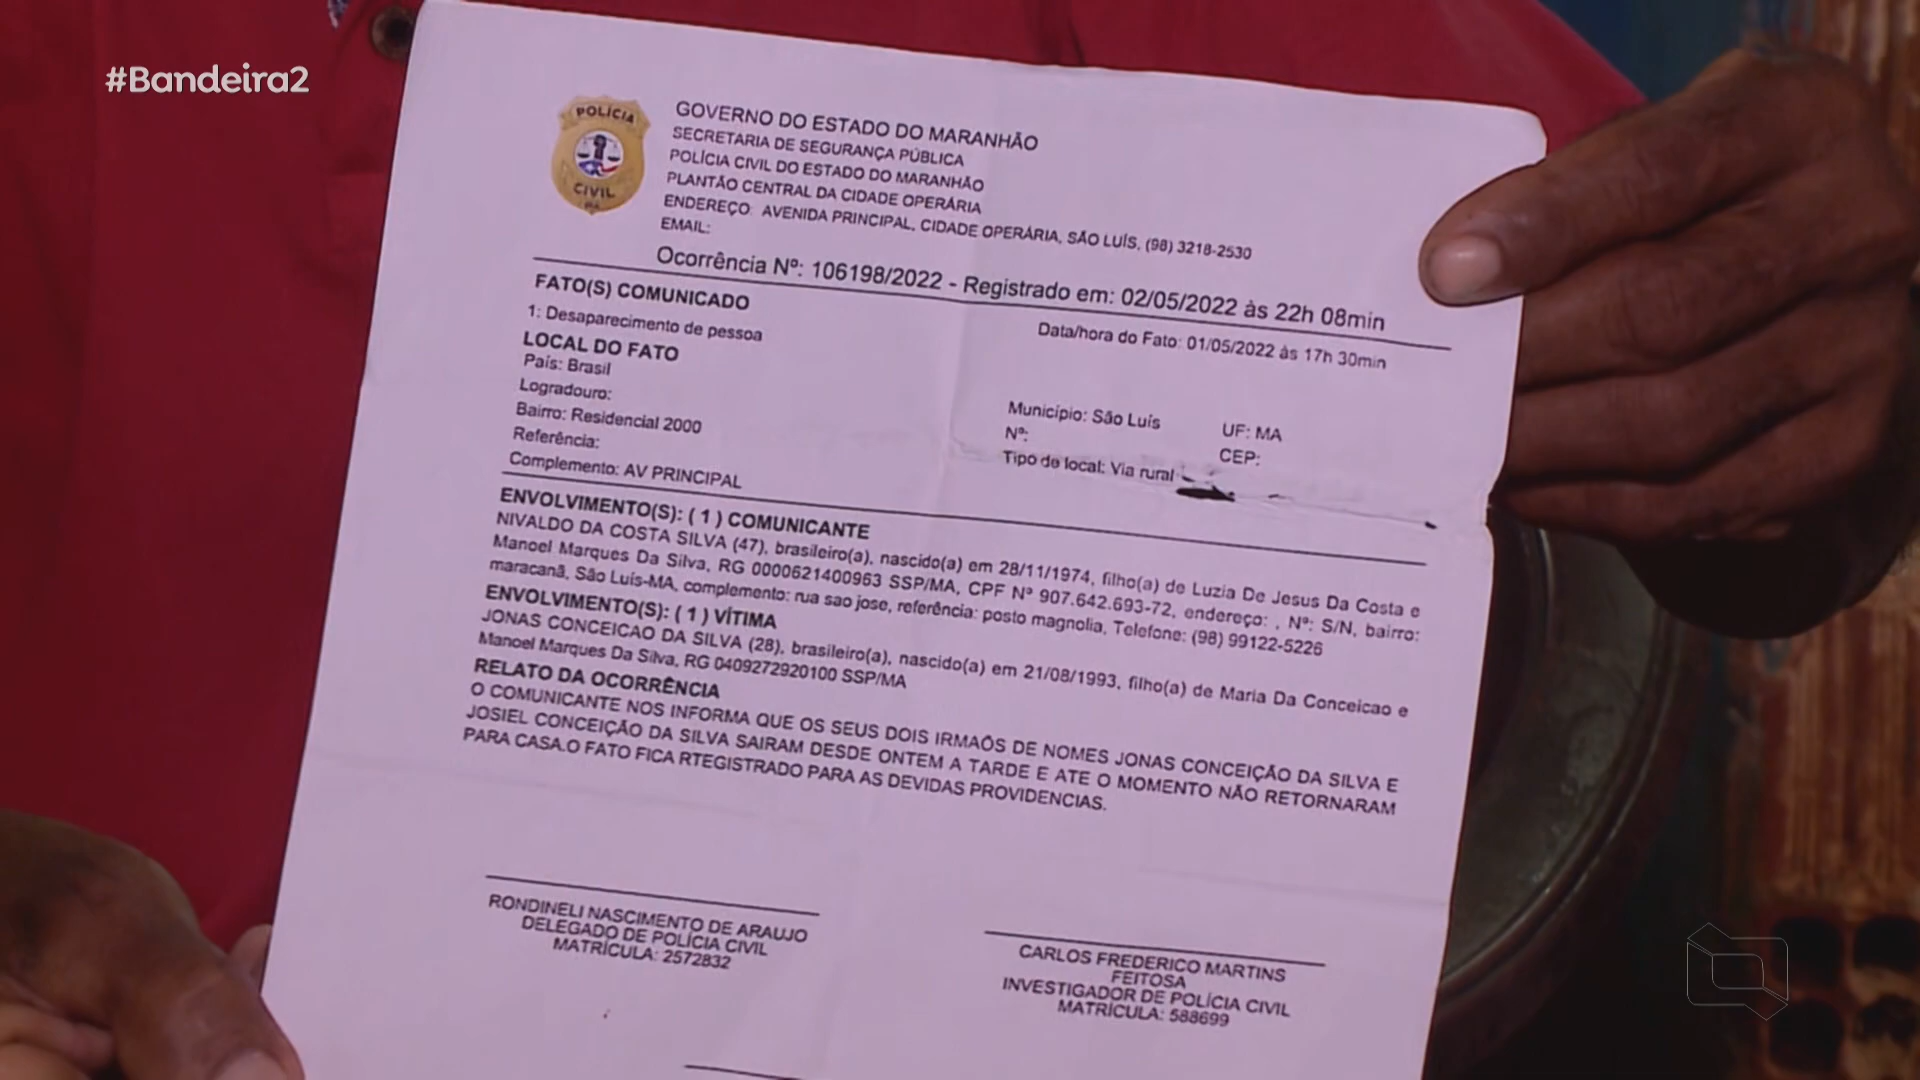 #Bandeira2
POLÍCIA
CIVIL
MA
GOVERNO DO ESTADO DO MARANHÃO
SECRETARIA DE SEGURANÇA PÚBLICA
POLÍCIA CIVIL DO ESTADO DO MARANHÃO
PLANTÃO CENTRAL DA CIDADE OPERÁRIA
ENDEREÇO: AVENIDA PRINCIPAL, CIDADE OPERÁRIA, SÃO LUÍS, (98) 3218-2530
EMAIL:
Ocorrência Nº: 106198/2022 - Registrado em: 02/05/2022 às 22h 08min
FATO(S) COMUNICADO
Data/hora do Fato: 01/05/2022 às 17h 30min
1: Desaparecimento de pessoa
LOCAL DO FATO
País: Brasil
Município: São Luís UF: MA
Logradouro:
Nº: CEP:
Bairro: Residencial 2000
Tipo de local: Via rural
Referência:
Complemento: AV PRINCIPAL
ENVOLVIMENTO(S): ( 1 ) COMUNICANTE
NIVALDO DA COSTA SILVA (47), brasileiro(a), nascido(a) em 28/11/1974, filho(a) de Luzia De Jesus Da Costa e
Manoel Marques Da Silva, RG 0000621400963 SSP/MA, CPF Nº 907.642.693-72, endereço: , Nº: S/N, bairro:
maracanã, São Luís-MA, complemento: rua sao jose, referência: posto magnolia, Telefone: (98) 99122-5226
ENVOLVIMENTO(S): ( 1 ) VÍTIMA
JONAS CONCEICAO DA SILVA (28), brasileiro(a), nascido(a) em 21/08/1993, filho(a) de Maria Da Conceicao e
Manoel Marques Da Silva, RG 0409272920100 SSP/MA
RELATO DA OCORRÊNCIA
O COMUNICANTE NOS INFORMA QUE OS SEUS DOIS IRMAÕS DE NOMES JONAS CONCEIÇÃO DA SILVA E
JOSIEL CONCEIÇÃO DA SILVA SAIRAM DESDE ONTEM A TARDE E ATE O MOMENTO NÃO RETORNARAM
PARA CASA.O FATO FICA RTEGISTRADO PARA AS DEVIDAS PROVIDENCIAS.
RONDINELI NASCIMENTO DE ARAUJO
DELEGADO DE POLÍCIA CIVIL
MATRÍCULA: 2572832
CARLOS FREDERICO MARTINS
FEITOSA
INVESTIGADOR DE POLÍCIA CIVIL
MATRÍCULA: 588699